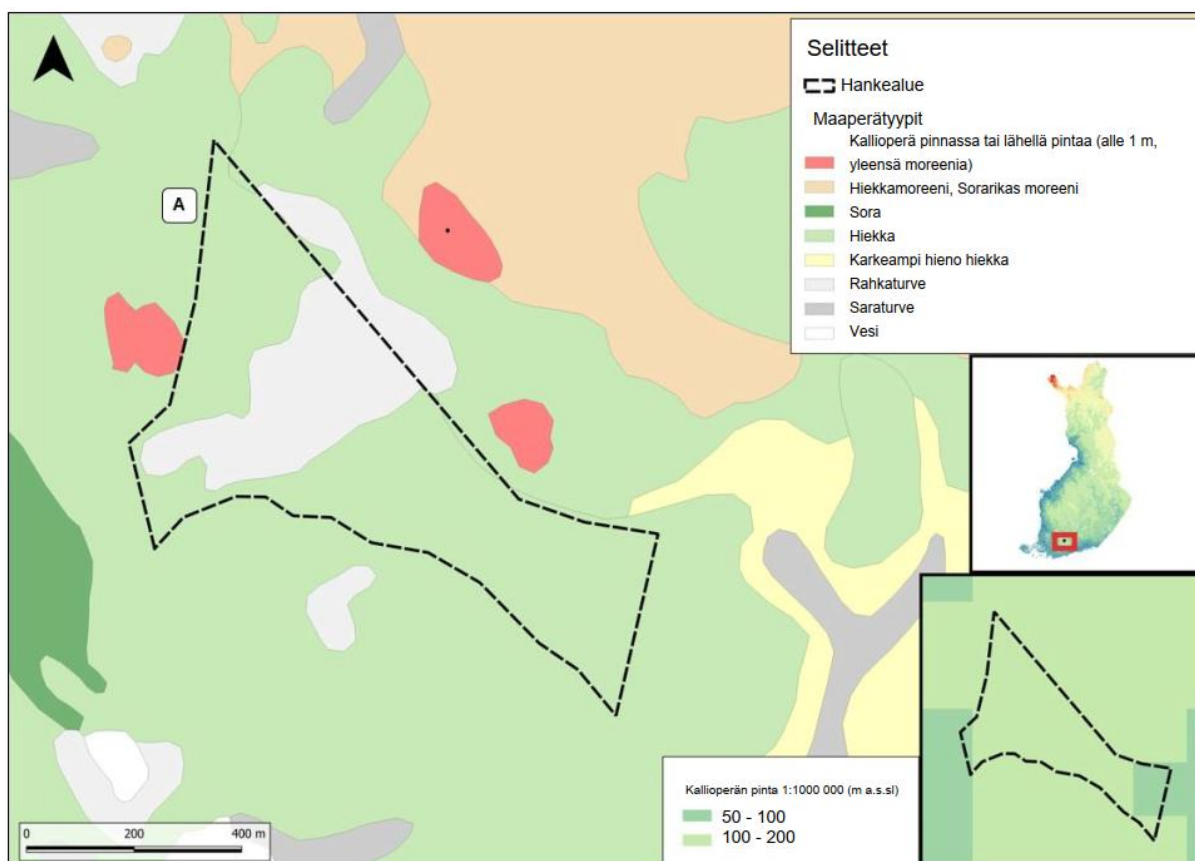 A
Selitteet
Hankealue
Maaperätyypit
Kallioperä pinnassa tai lähellä pintaa (alle 1 m,
yleensä moreenia)
Hiekkamoreeni, Sorarikas moreeni
Sora
Hiekka
Karkeampi hieno hiekka
Rahkaturve
Saraturve
Vesi
Kallioperän pinta 1:1000 000 (m a.s.sl)
50 - 100
100 - 200
0 200 400 m